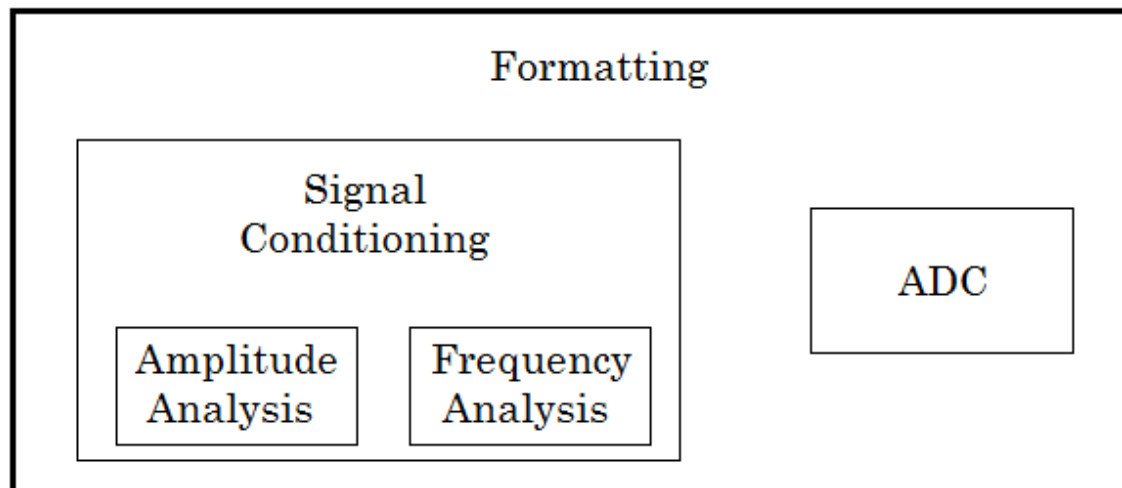 Formatting
Signal
Conditioning
Amplitude
Analysis
Frequency
Analysis
ADC